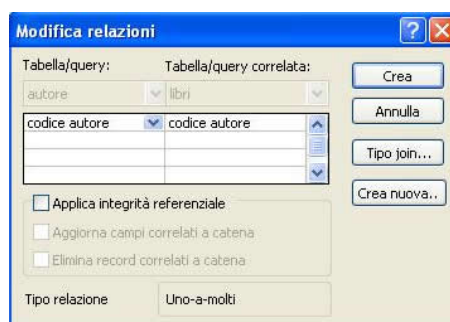 Modifica relazioni
Tabella/query: Tabella/query correlata:
autore libri
codice autore codice autore
Applica integrità referenziale
Aggiorna campi correlati a catena
Elimina record correlati a catena
Tipo relazione Uno-a-molti
Crea
Annulla
Tipo join...
Crea nuova..